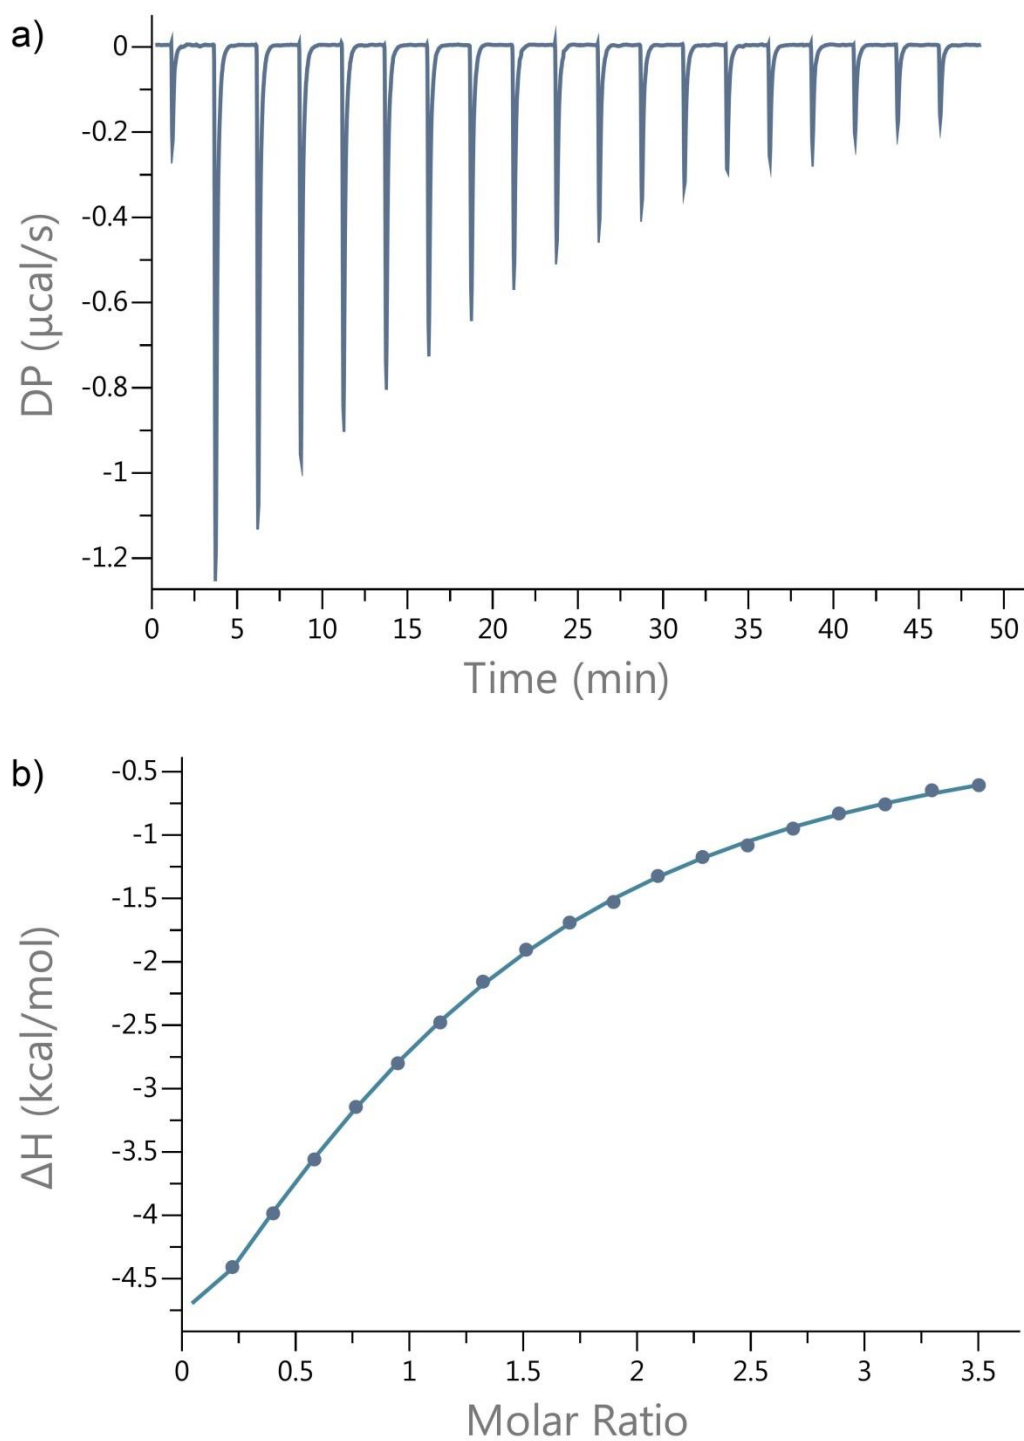 a)
0
-0.2
-0.4
-0.6
-0.8
-1
-1.2
DP (µcal/s)
0 5 10 15 20 25 30 35 40 45 50
Time (min)
b)
-0.5
-1
-1.5
-2
-2.5
-3
-3.5
-4
-4.5
ΔH (kcal/mol)
0 0.5 1 1.5 2 2.5 3 3.5
Molar Ratio